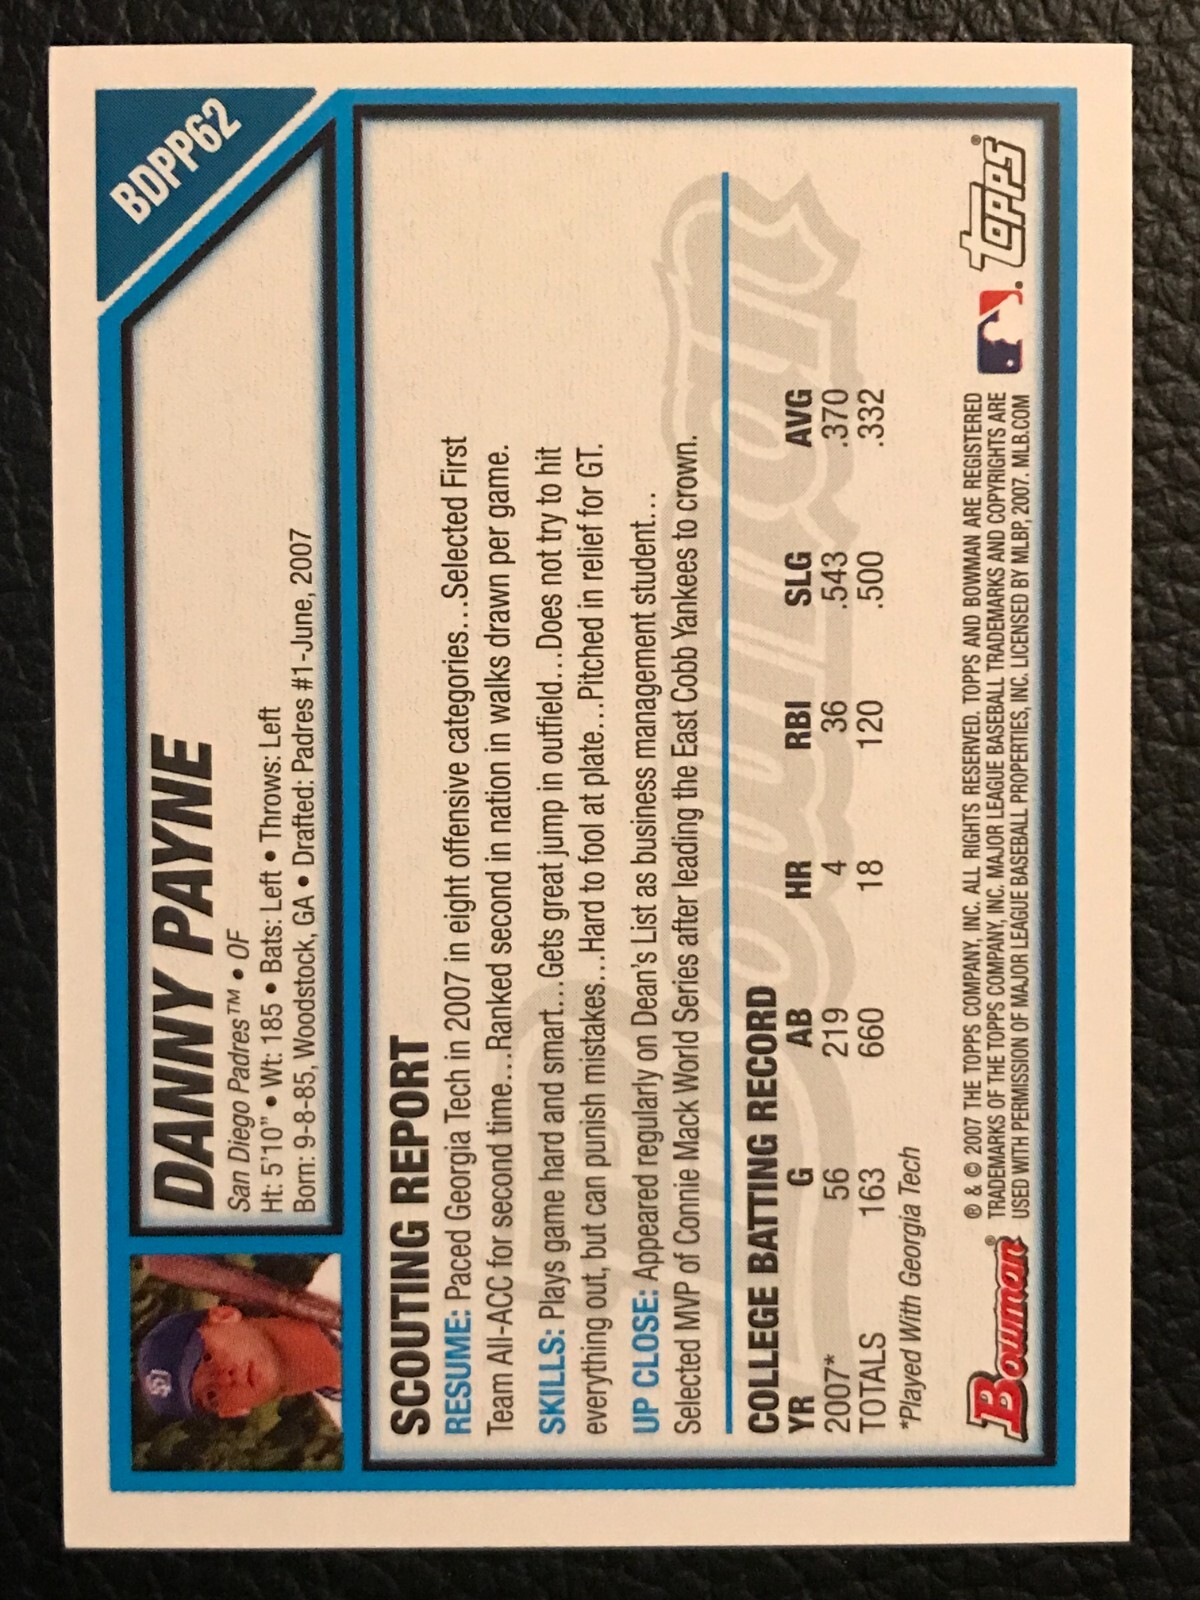 BDPP62
DANNY PAYNE
San Diego Padres™ • OF
Ht: 5'10" • Wt: 185 • Bats: Left • Throws: Left
Born: 9-8-85, Woodstock, GA • Drafted: Padres #1-June, 2007
SCOUTING REPORT
RESUME: Paced Georgia Tech in 2007 in eight offensive categories...Selected First
Team All-ACC for second time...Ranked second in nation in walks drawn per game.
SKILLS: Plays game hard and smart...Gets great jump in outfield...Does not try to hit
everything out, but can punish mistakes...Hard to fool at plate...Pitched in relief for GT.
UP CLOSE: Appeared regularly on Dean's List as business management student...
Selected MVP of Connie Mack World Series after leading the East Cobb Yankees to crown.
COLLEGE BATTING RECORD
YR G AB HR RBI SLG AVG
2007* 56 219 4 36 .543 .370
TOTALS 163 660 18 120 .500 .332
*Played With Georgia Tech
Bowman®
® & © 2007 THE TOPPS COMPANY, INC. ALL RIGHTS RESERVED. TOPPS AND BOWMAN ARE REGISTERED
TRADEMARKS OF THE TOPPS COMPANY, INC. MAJOR LEAGUE BASEBALL TRADEMARKS AND COPYRIGHTS ARE
USED WITH PERMISSION OF MAJOR LEAGUE BASEBALL PROPERTIES, INC. LICENSED BY MLBP, 2007. MLB.COM
Topps®
Bowman
SD